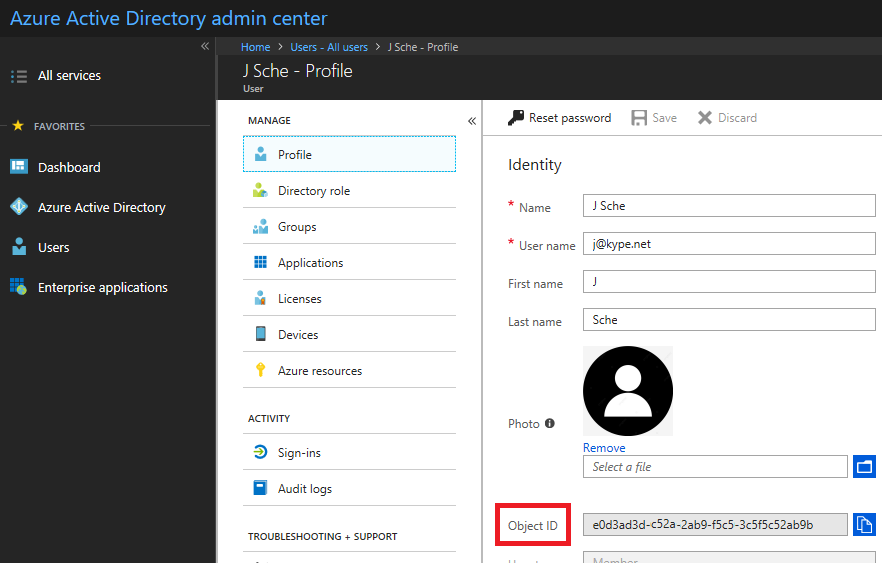 Azure Active Directory admin center
«
All services
FAVORITES
Dashboard
Azure Active Directory
Users
Enterprise applications
Home > Users - All users > J Sche - Profile
J Sche - Profile
User
MANAGE
«
Profile
Directory role
Groups
Applications
Licenses
Devices
Azure resources
ACTIVITY
Sign-ins
Audit logs
TROUBLESHOOTING + SUPPORT
Reset password Save Discard
Identity
* Name J Sche
* User name j@kype.net
First name J
Last name Sche
Photo
Remove
Select a file
Object ID e0d3ad3d-c52a-2ab9-f5c5-3c5f5c52ab9b
Member